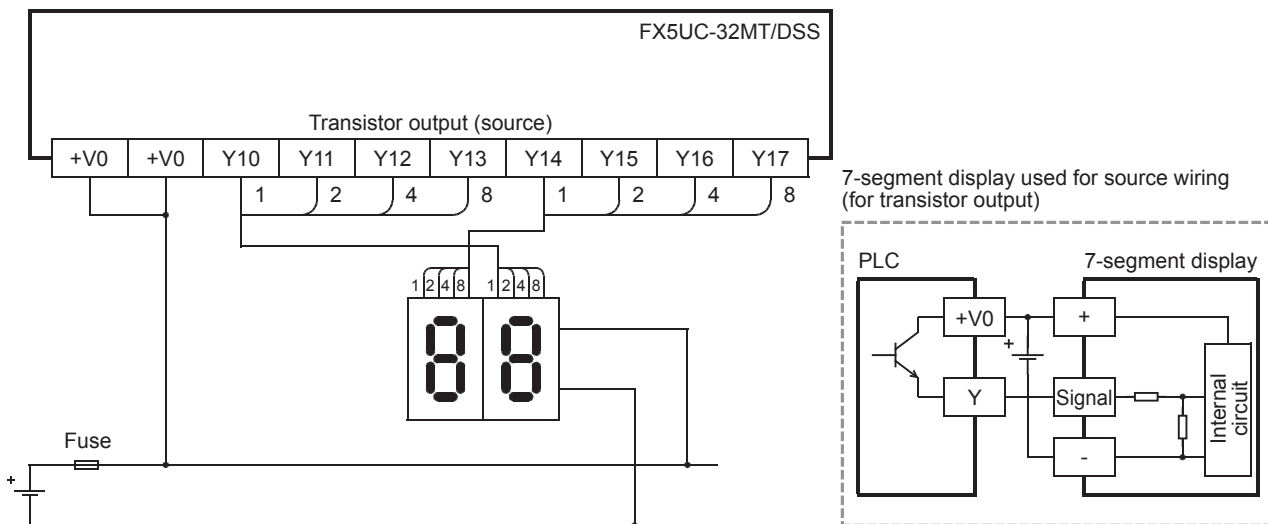 FX5UC-32MT/DSS
Transistor output (source)
+V0 +V0 Y10 Y11 Y12 Y13 Y14 Y15 Y16 Y17
1 2 4 8 1 2 4 8
1 2 4 8 1 2 4 8
Fuse
+
7-segment display used for source wiring
(for transistor output)
PLC 7-segment display
+V0 +
+
Y Signal
-
Internal
circuit